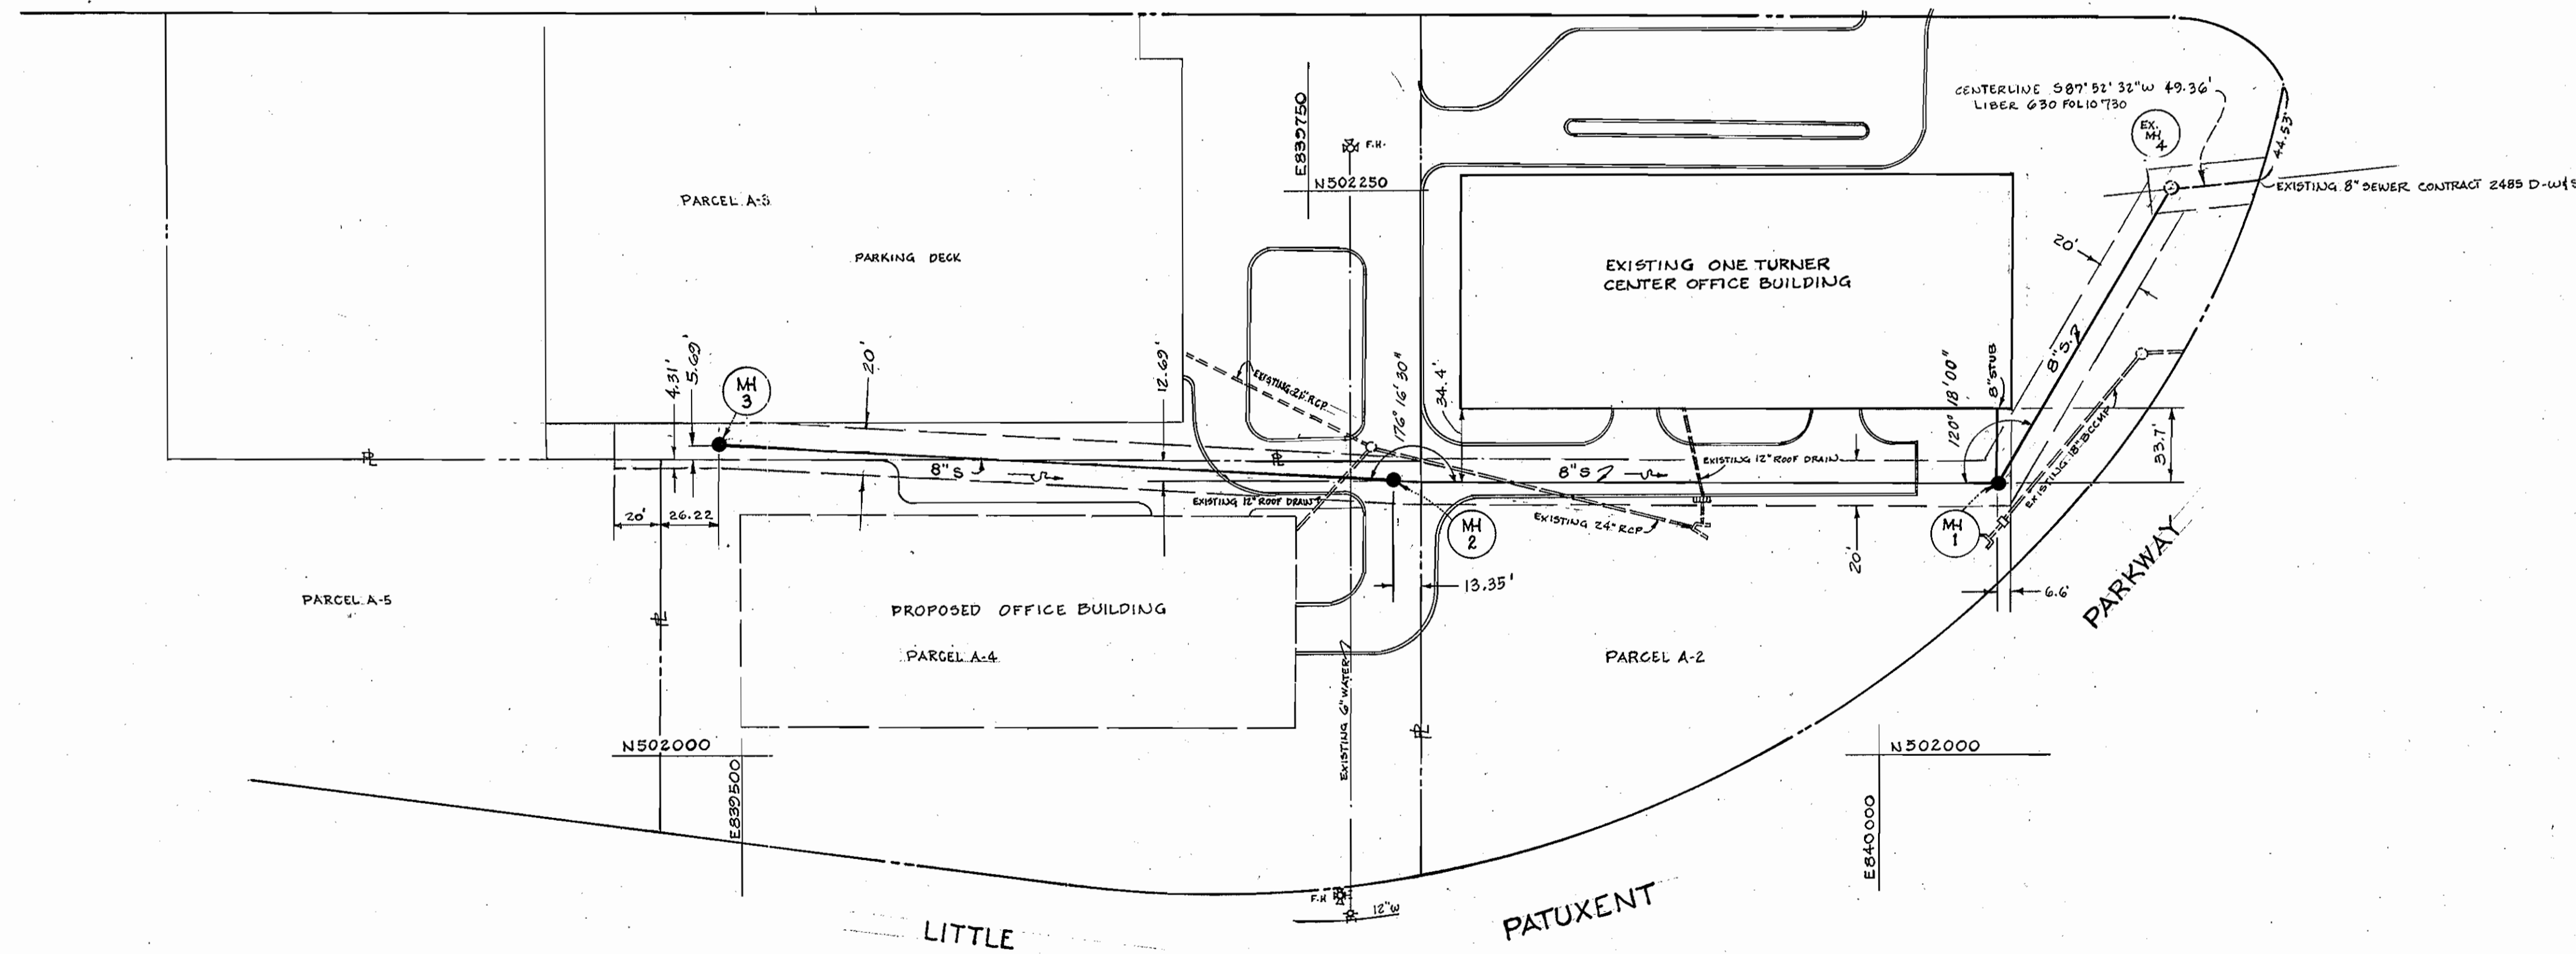 CENTERLINE S87°52'32"W 49.36'
LIBER 630 FOLIO 730
EX.
MH
4
44.53'
EXISTING 8" SEWER CONTRACT 2485 D-W&S
E839750
F.H.
N502250
PARCEL A-3
PARKING DECK
EXISTING ONE TURNER
CENTER OFFICE BUILDING
20'
8" S.
8" STUB
120° 18' 00"
EXISTING 18" BCCMP
33.7'
4.31'
5.69'
MH
3
20'
12.69'
EXISTING 21" RCP
176° 16' 30"
34.4'
8" S
8" S
EXISTING 12" ROOF DRAIN
EXISTING 12" ROOF DRAIN
EXISTING 24" RCP
MH
2
MH
1
20'
26.22
20'
13.35'
6.6'
PARKWAY
PARCEL A-5
PROPOSED OFFICE BUILDING
PARCEL A-4
PARCEL A-2
EXISTING 6" WATER
N502000
E839500
N502000
E840000
F.H
12"W
LITTLE
PATUXENT